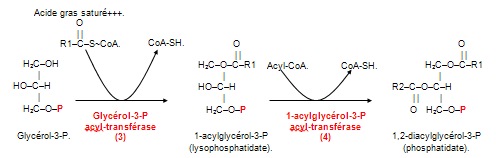 Acide gras saturé+++.
O
R1–C–S~CoA.
CoA-SH.
H₂C–OH
HO–C–H
H₂C–O-P
Glycérol-3-P.
Glycérol-3-P
acyl-transférase
(3)
O
H₂C–O–C–R1
HO–C–H
H₂C–O-P
1-acylglycérol-3-P
(lysophosphatidate).
Acyl-CoA.
CoA-SH.
1-acylglycérol-3-P
acyl-transférase
(4)
O
H₂C–O–C–R1
R2–C–O–C–H
O H₂C–O-P
1,2-diacylglycérol-3-P
(phosphatidate).